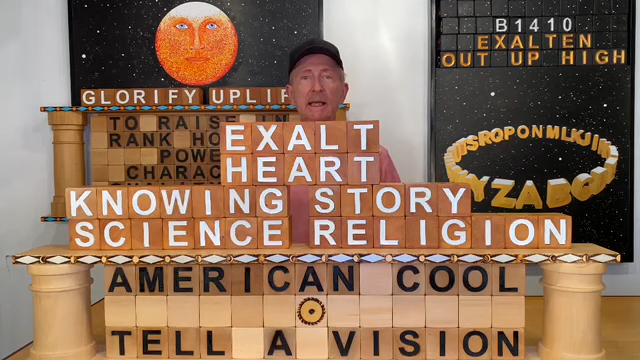 B1410
EXALTEN
OUT UP HIGH
GLORIFY UPLIF
TO RAISE IN
RANK HO
POWE
CHARAC
EXALT
HEART
KNOWING STORY
SCIENCE RELIGION
AMERICAN COOL
TELL A VISION